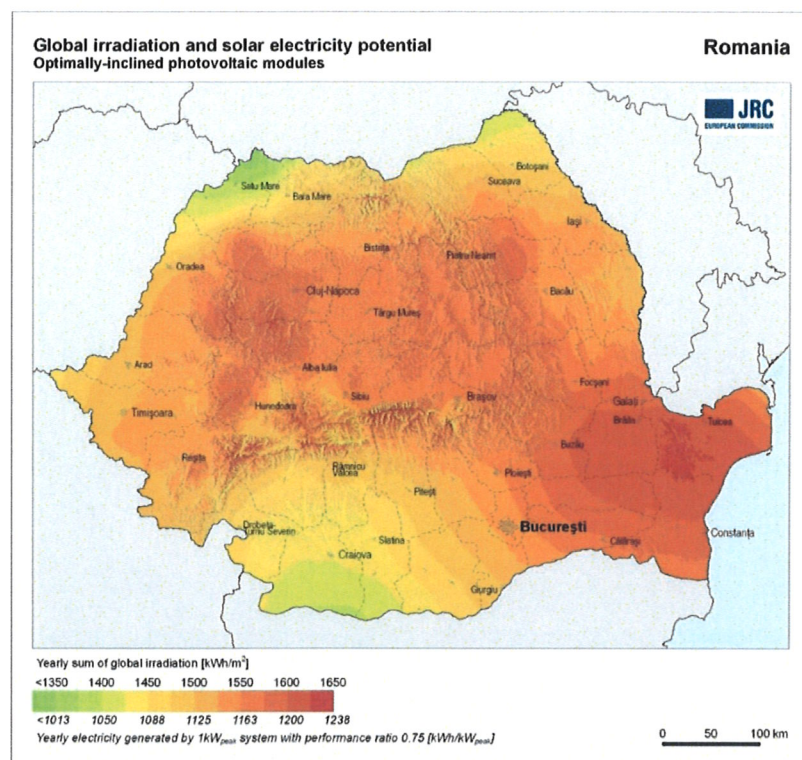 Global irradiation and solar electricity potential
Optimally-inclined photovoltaic modules
Romania
JRC
EUROPEAN COMMISSION
Botoşani
Suceava
Satu Mare
Baia Mare
Iaşi
Bistriţa
Piatra Neamt
Oradea
Cluj-Napoca
Bacău
Târgu Mureş
Arad
Alba Iulia
Focşani
Sibiu
Braşov
Hunedoara
Galaţi
Timişoara
Brăila
Tulcea
Buzău
Reşiţa
Râmnicu
Vâlcea
Ploieşti
Piteşti
Drobeta-
Turnu Severin
Bucureşti
Constanţa
Slatina
Călăraşi
Craiova
Giurgiu
Yearly sum of global irradiation [kWh/m²]
<1350 1400 1450 1500 1550 1600 1650
<1013 1050 1088 1125 1163 1200 1238
Yearly electricity generated by 1kWpeak system with performance ratio 0.75 [kWh/kWpeak]
0 50 100 km